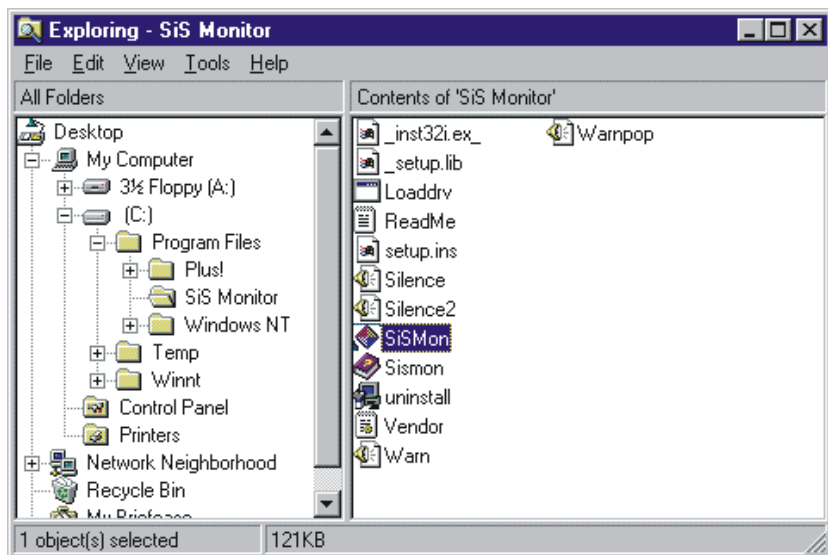 Exploring - SiS Monitor
File Edit View Tools Help
All Folders
Contents of 'SiS Monitor'
Desktop
My Computer
3½ Floppy (A:)
(C:)
Program Files
Plus!
SiS Monitor
Windows NT
Temp
Winnt
Control Panel
Printers
Network Neighborhood
Recycle Bin
My Briefcase
_inst32i.ex_
_setup.lib
Loaddrv
ReadMe
setup.ins
Silence
Silence2
SiSMon
Sismon
uninstall
Vendor
Warn
Warnpop
1 object(s) selected
121KB